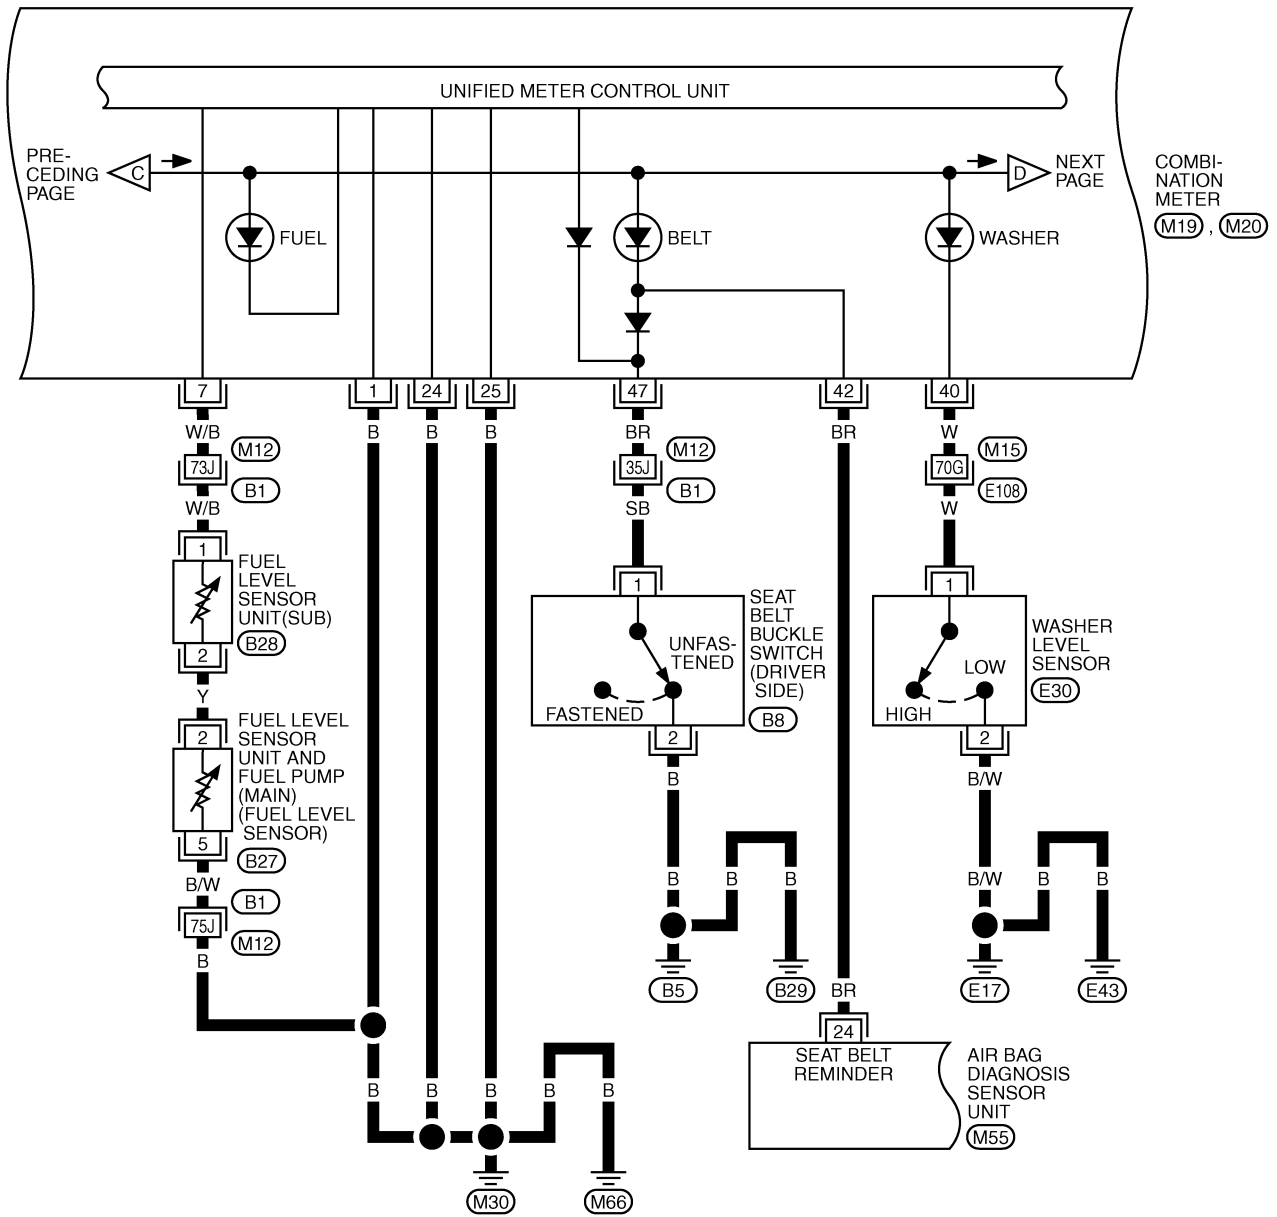 UNIFIED METER CONTROL UNIT
PRE-
CEDING
PAGE
C
D
NEXT
PAGE
COMBI-
NATION
METER
M19 , M20
FUEL
BELT
WASHER
7
1
24
25
47
42
40
W/B
B
B
B
BR
BR
W
M12
73J
B1
M12
35J
B1
M15
70G
E108
W/B
SB
W
1
FUEL
LEVEL
SENSOR
UNIT(SUB)
B28
2
Y
2
FUEL LEVEL
SENSOR
UNIT AND
FUEL PUMP
(MAIN)
(FUEL LEVEL
SENSOR)
5
B27
B/W
B1
75J
M12
B
1
UNFAS-
TENED
FASTENED
SEAT
BELT
BUCKLE
SWITCH
(DRIVER
SIDE)
B8
2
B
B
B
B
B5
B29
1
LOW
HIGH
WASHER
LEVEL
SENSOR
E30
2
B/W
B/W
B
B
E17
E43
BR
24
SEAT BELT
REMINDER
AIR BAG
DIAGNOSIS
SENSOR
UNIT
M55
B
B
B
B
B
M30
M66